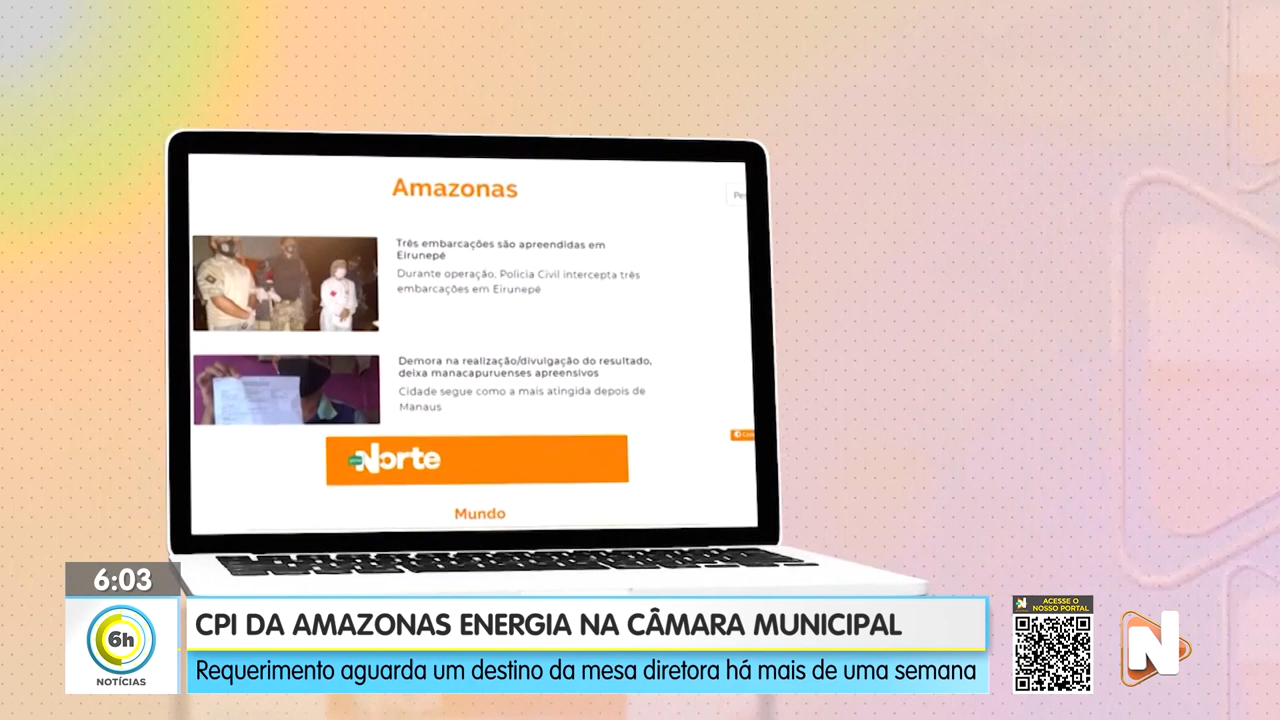 Amazonas
Três embarcações são apreendidas em
Eirunepé
Durante operação, Polícia Civil intercepta três
embarcações em Eirunepé
Demora na realização/divulgação do resultado,
deixa manacapuruenses apreensivos
Cidade segue como a mais atingida depois de
Manaus
Norte
Mundo
6:03
6h
NOTÍCIAS
CPI DA AMAZONAS ENERGIA NA CÂMARA MUNICIPAL
Requerimento aguarda um destino da mesa diretora há mais de uma semana
ACESSE O
NOSSO PORTAL
N